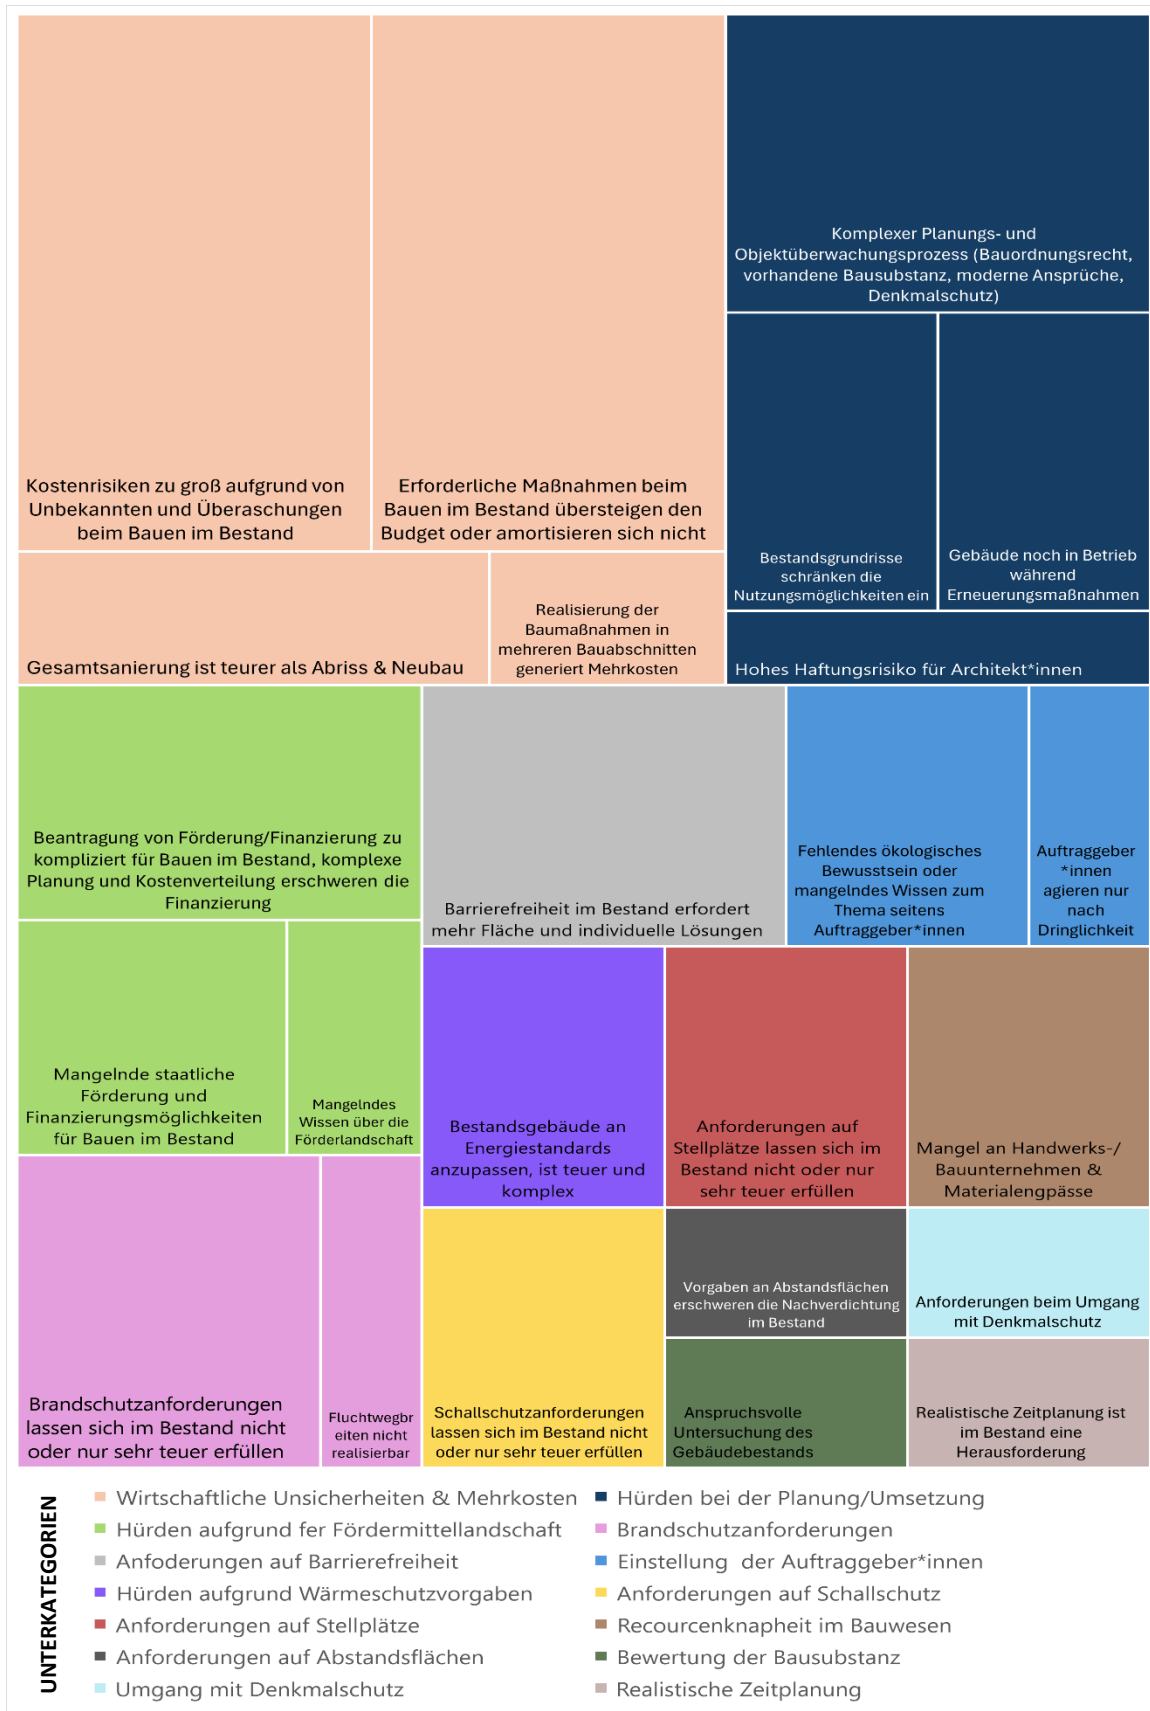 Kostenrisiken zu groß aufgrund von
Unbekannten und Überaschungen
beim Bauen im Bestand
Erforderliche Maßnahmen beim
Bauen im Bestand übersteigen den
Budget oder amortisieren sich nicht
Komplexer Planungs- und
Objektüberwachungsprozess (Bauordnungsrecht,
vorhandene Bausubstanz, moderne Ansprüche,
Denkmalschutz)
Bestandsgrundrisse
schränken die
Nutzungsmöglichkeiten ein
Gebäude noch in Betrieb
während
Erneuerungsmaßnahmen
Gesamtsanierung ist teurer als Abriss & Neubau
Realisierung der
Baumaßnahmen in
mehreren Bauabschnitten
generiert Mehrkosten
Hohes Haftungsrisiko für Architekt*innen
Beantragung von Förderung/Finanzierung zu
kompliziert für Bauen im Bestand, komplexe
Planung und Kostenverteilung erschweren die
Finanzierung
Barrierefreiheit im Bestand erfordert
mehr Fläche und individuelle Lösungen
Fehlendes ökologisches
Bewusstsein oder
mangelndes Wissen zum
Thema seitens
Auftraggeber*innen
Auftraggeber
*innen
agieren nur
nach
Dringlichkeit
Mangelnde staatliche
Förderung und
Finanzierungsmöglichkeiten
für Bauen im Bestand
Mangelndes
Wissen über die
Förderlandschaft
Bestandsgebäude an
Energiestandards
anzupassen, ist teuer und
komplex
Anforderungen auf
Stellplätze lassen sich im
Bestand nicht oder nur
sehr teuer erfüllen
Mangel an Handwerks-/
Bauunternehmen &
Materialengpässe
Brandschutzanforderungen
lassen sich im Bestand nicht
oder nur sehr teuer erfüllen
Fluchtwegbr
eiten nicht
realisierbar
Schallschutzanforderungen
lassen sich im Bestand nicht
oder nur sehr teuer erfüllen
Vorgaben an Abstandsflächen
erschweren die Nachverdichtung
im Bestand
Anforderungen beim Umgang
mit Denkmalschutz
Anspruchsvolle
Untersuchung des
Gebäudebestands
Realistische Zeitplanung ist
im Bestand eine
Herausforderung
UNTERKATEGORIEN
Wirtschaftliche Unsicherheiten & Mehrkosten
Hürden bei der Planung/Umsetzung
Hürden aufgrund fer Fördermittellandschaft
Brandschutzanforderungen
Anfoderungen auf Barrierefreiheit
Einstellung der Auftraggeber*innen
Hürden aufgrund Wärmeschutzvorgaben
Anforderungen auf Schallschutz
Anforderungen auf Stellplätze
Recourcenknapheit im Bauwesen
Anforderungen auf Abstandsflächen
Bewertung der Bausubstanz
Umgang mit Denkmalschutz
Realistische Zeitplanung